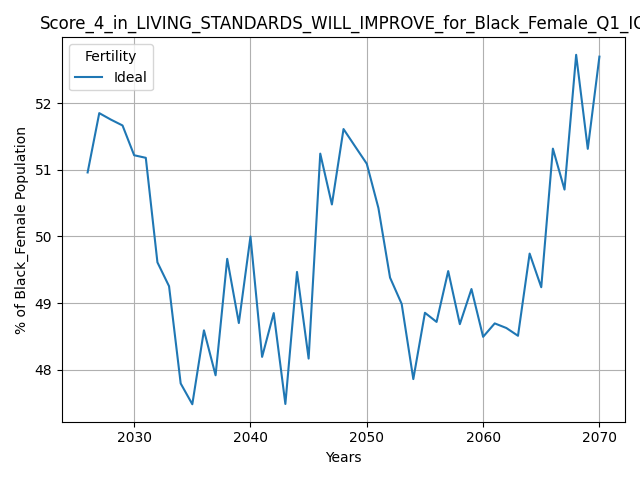 Score_4_in_LIVING_STANDARDS_WILL_IMPROVE_for_Black_Female_Q1_IC
Fertility
Ideal
% of Black_Female Population
52
51
50
49
48
2030 2040 2050 2060 2070
Years